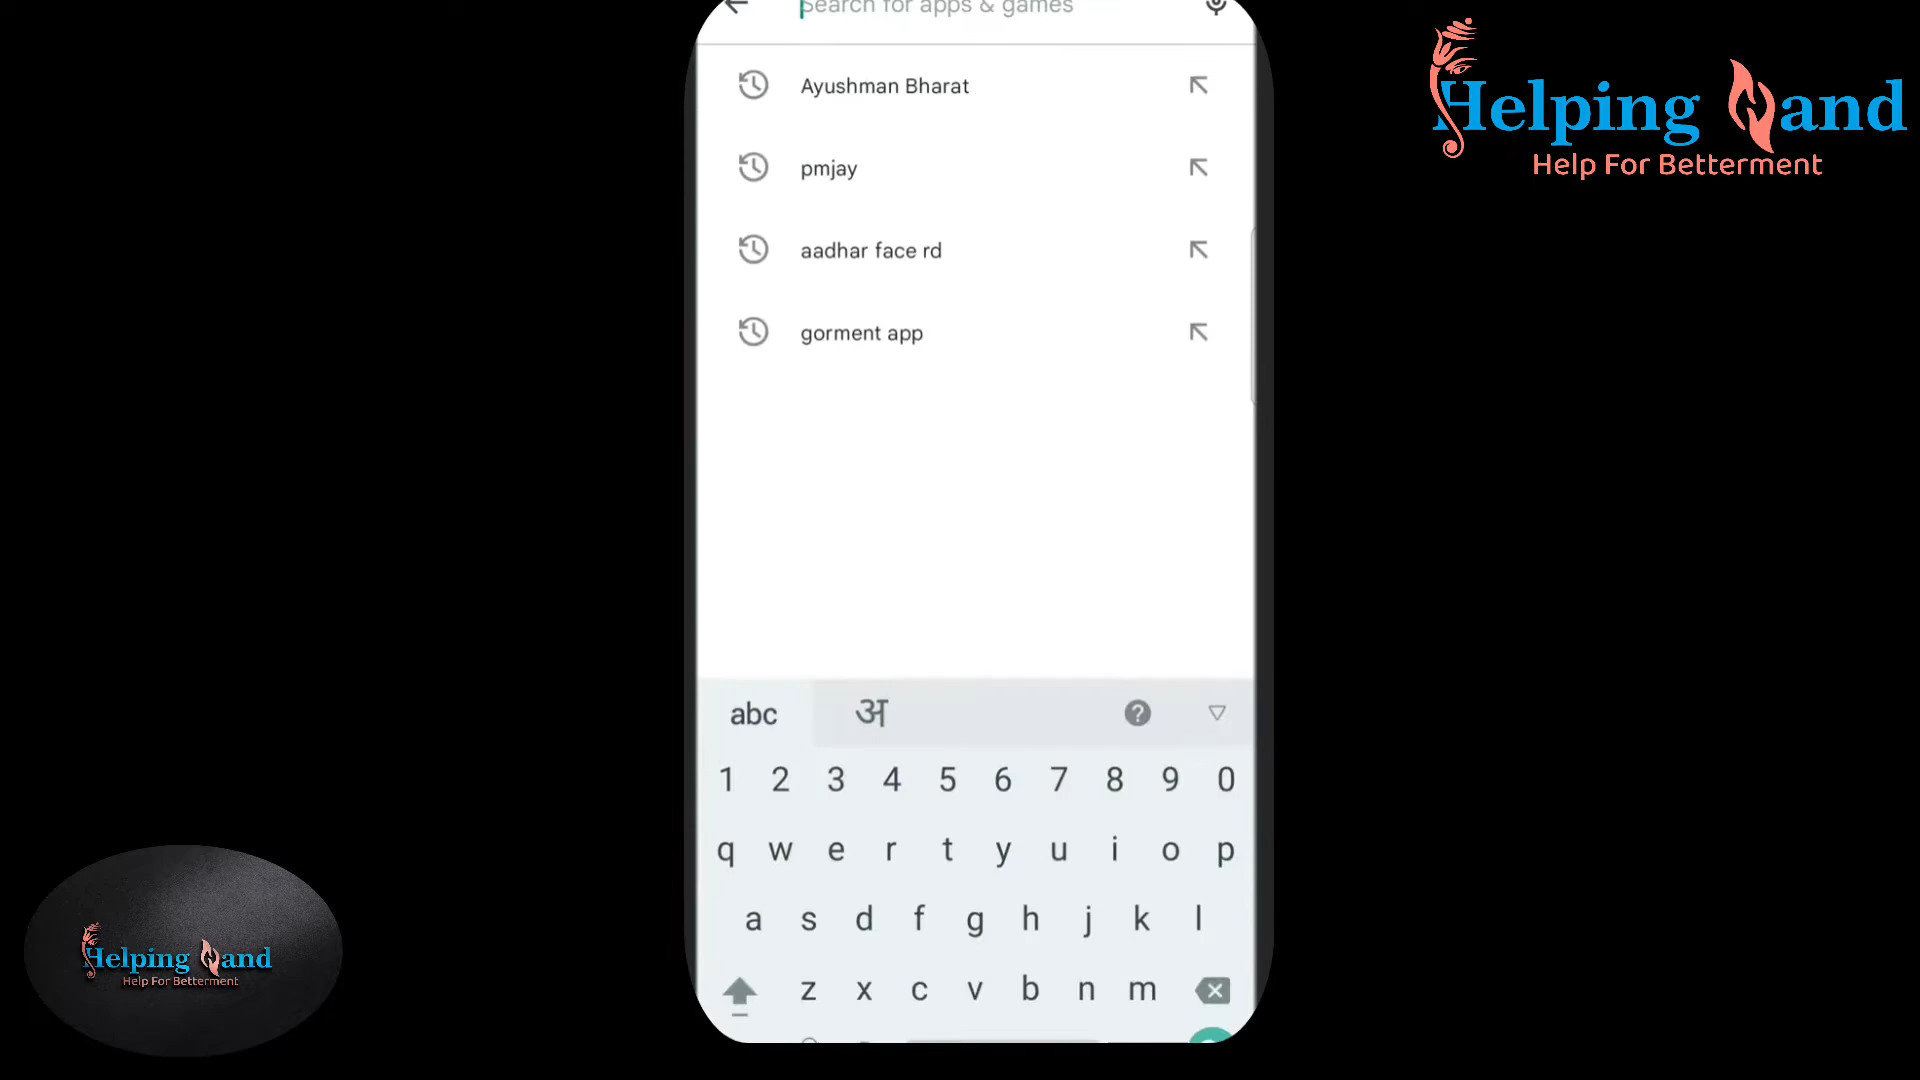 Search for apps & games
Ayushman Bharat
pmjay
aadhar face rd
gorment app
abc अ ?
1 2 3 4 5 6 7 8 9 0
q w e r t y u i o p
a s d f g h j k l
z x c v b n m
Helping Hand
Help For Betterment
Helping Hand
Help For Betterment